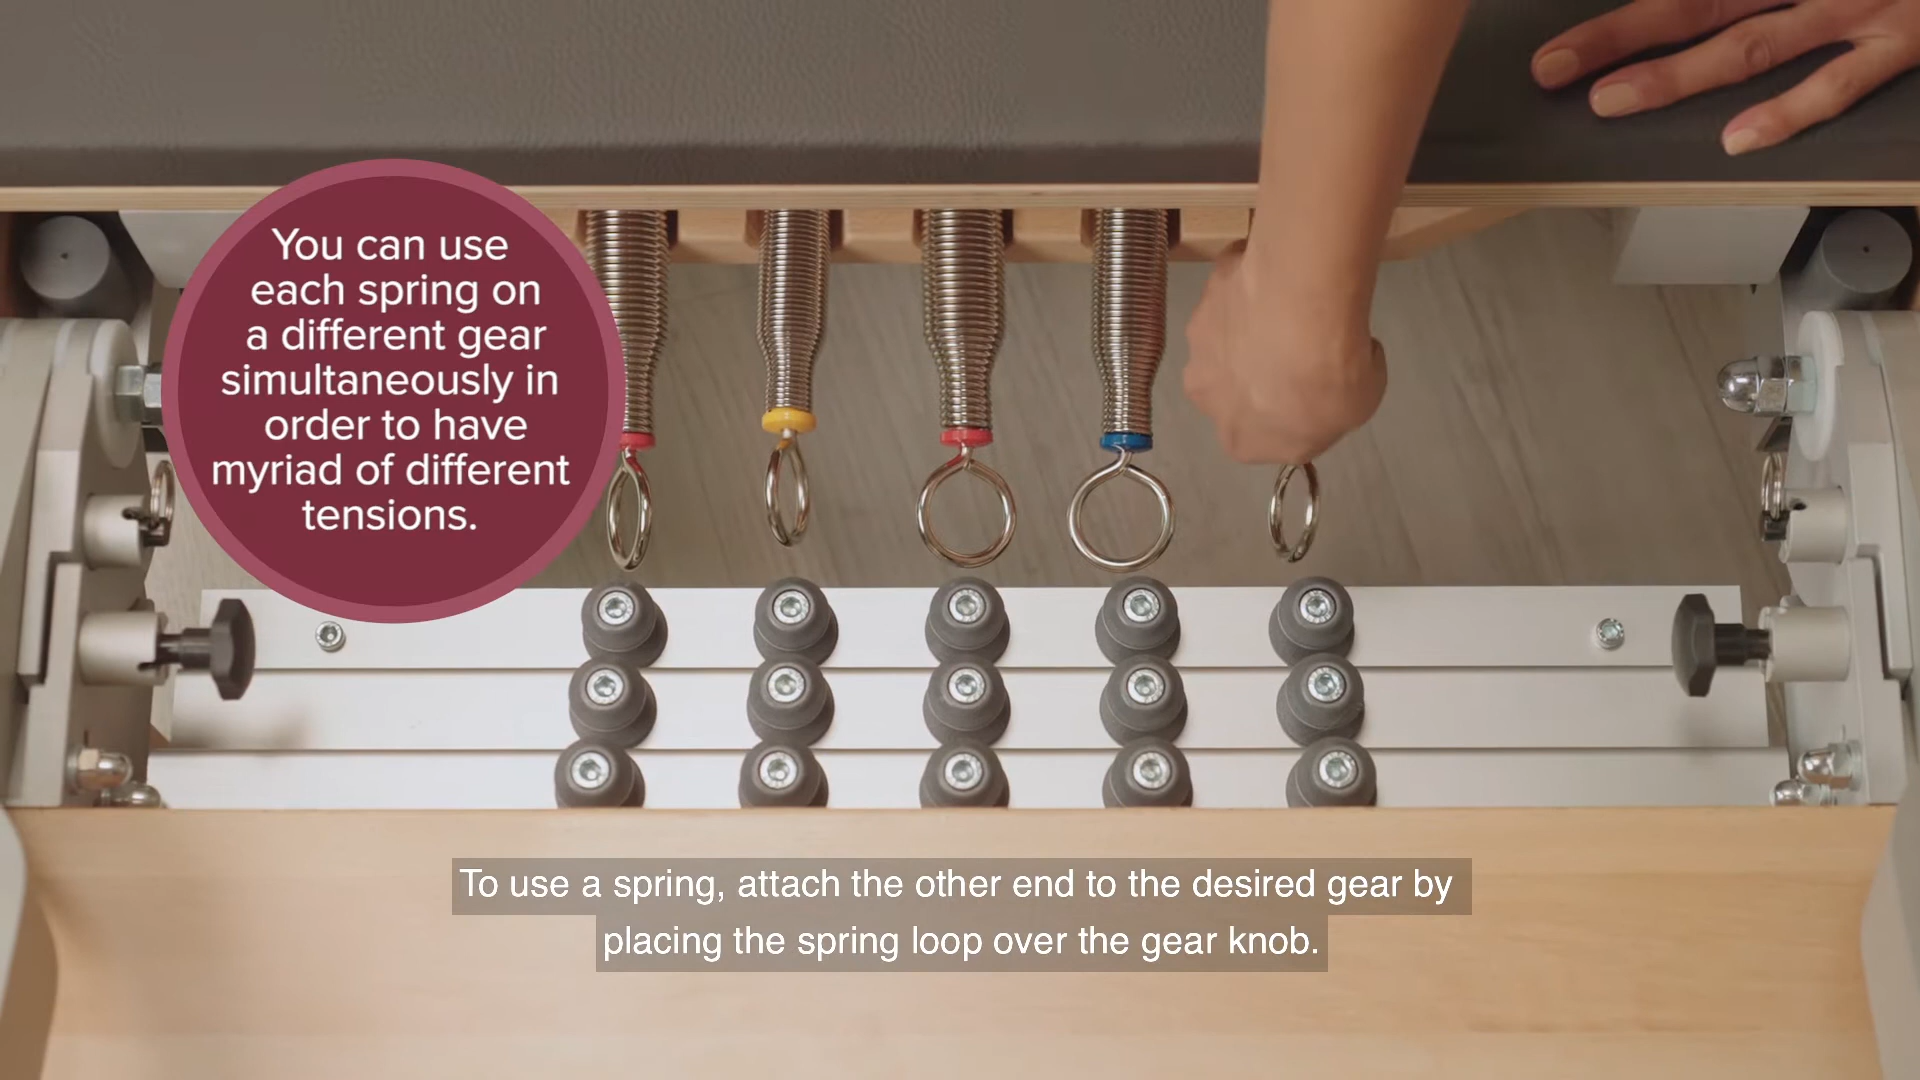 You can use
each spring on
a different gear
simultaneously in
order to have
myriad of different
tensions.
To use a spring, attach the other end to the desired gear by
placing the spring loop over the gear knob.